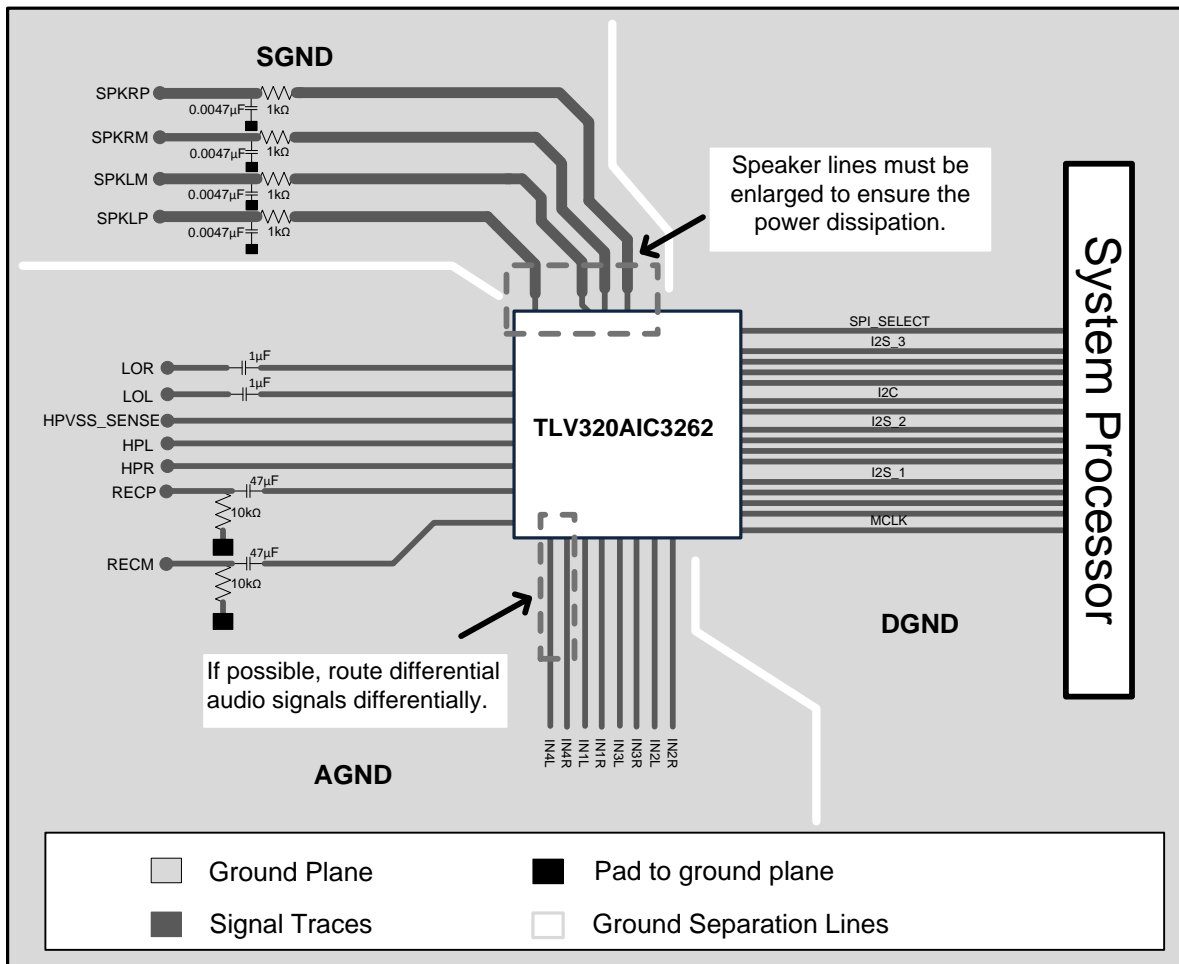 SGND
SPKRP
0.0047µF
1kΩ
SPKRM
0.0047µF
1kΩ
SPKLM
0.0047µF
1kΩ
SPKLP
0.0047µF
1kΩ
Speaker lines must be
enlarged to ensure the
power dissipation.
System Processor
SPI_SELECT
I2S_3
I2C
I2S_2
I2S_1
MCLK
TLV320AIC3262
LOR
1µF
LOL
1µF
HPVSS_SENSE
HPL
HPR
RECP
47µF
10kΩ
RECM
47µF
10kΩ
DGND
If possible, route differential
audio signals differentially.
IN4L
IN4R
IN1L
IN1R
IN3L
IN3R
IN2L
IN2R
AGND
Ground Plane
Pad to ground plane
Signal Traces
Ground Separation Lines